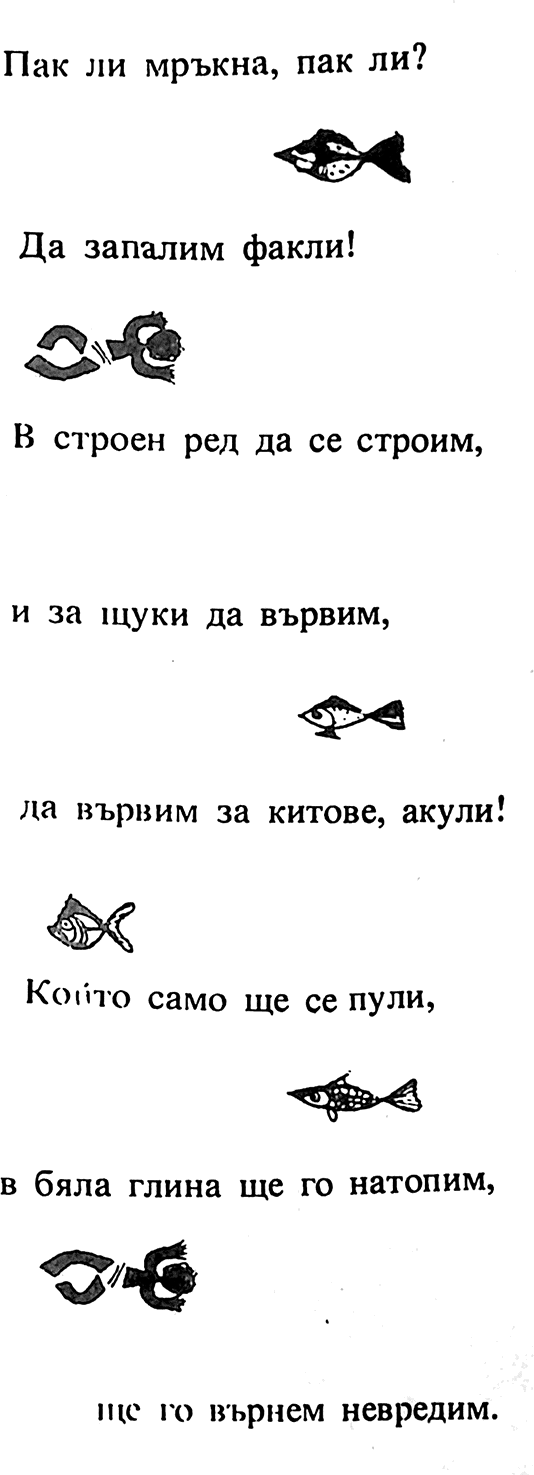 Пак ли мръкна, пак ли?
Да запалим факли!
В строен ред да се строим,
и за щуки да вървим,
да вървим за китове, акули!
Който само ще се пули,
в бяла глина ще го натопим,
ще го върнем невредим.